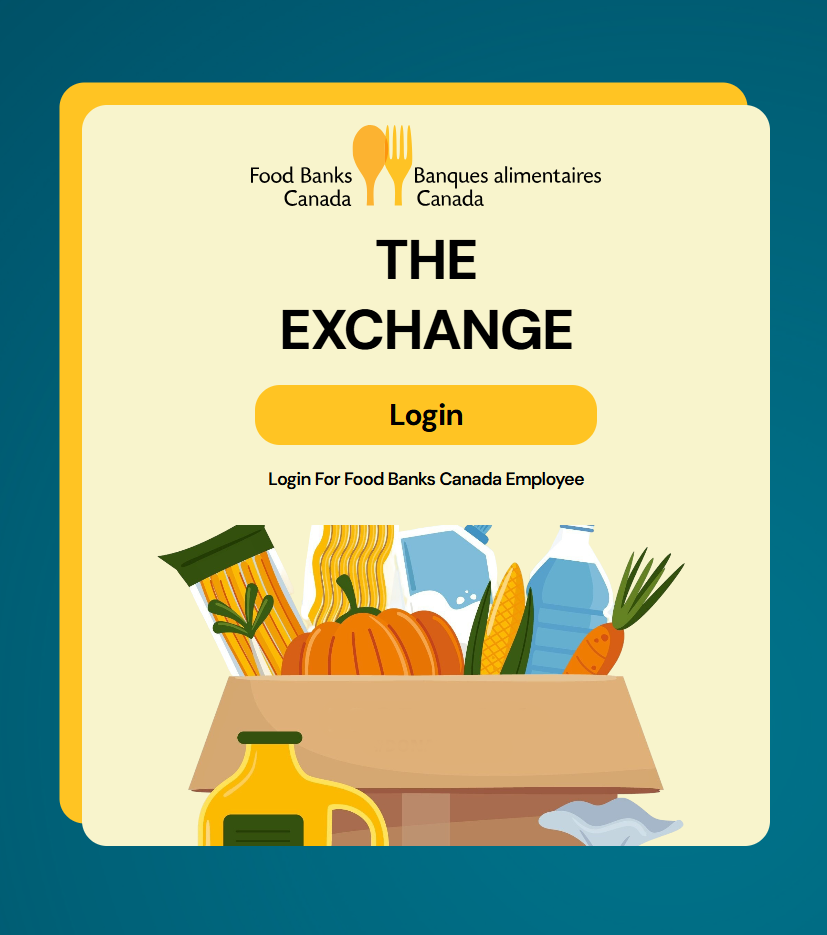 Food Banks Canada
Banques alimentaires Canada
THE
EXCHANGE
Login
Login For Food Banks Canada Employee